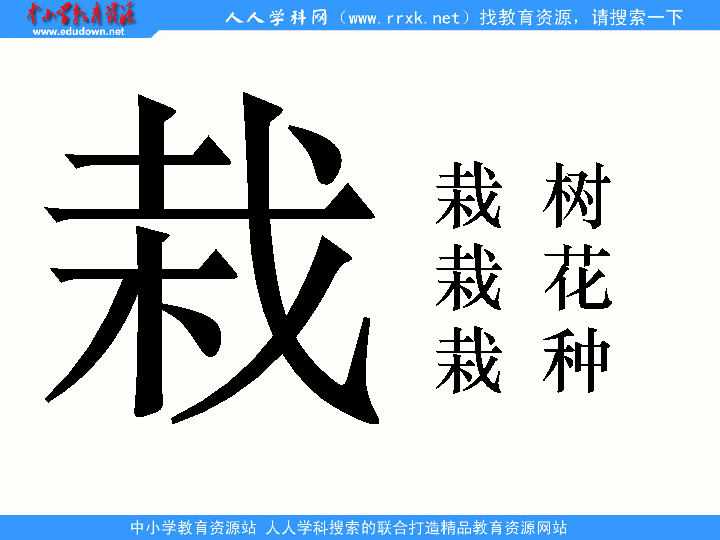 中小学教育资源
www.edudown.net
人人学科网（www.rrxk.net）找教育资源，请搜索一下
栽
栽 树
栽 花
栽 种
中小学教育资源站 人人学科搜索的联合打造精品教育资源网站